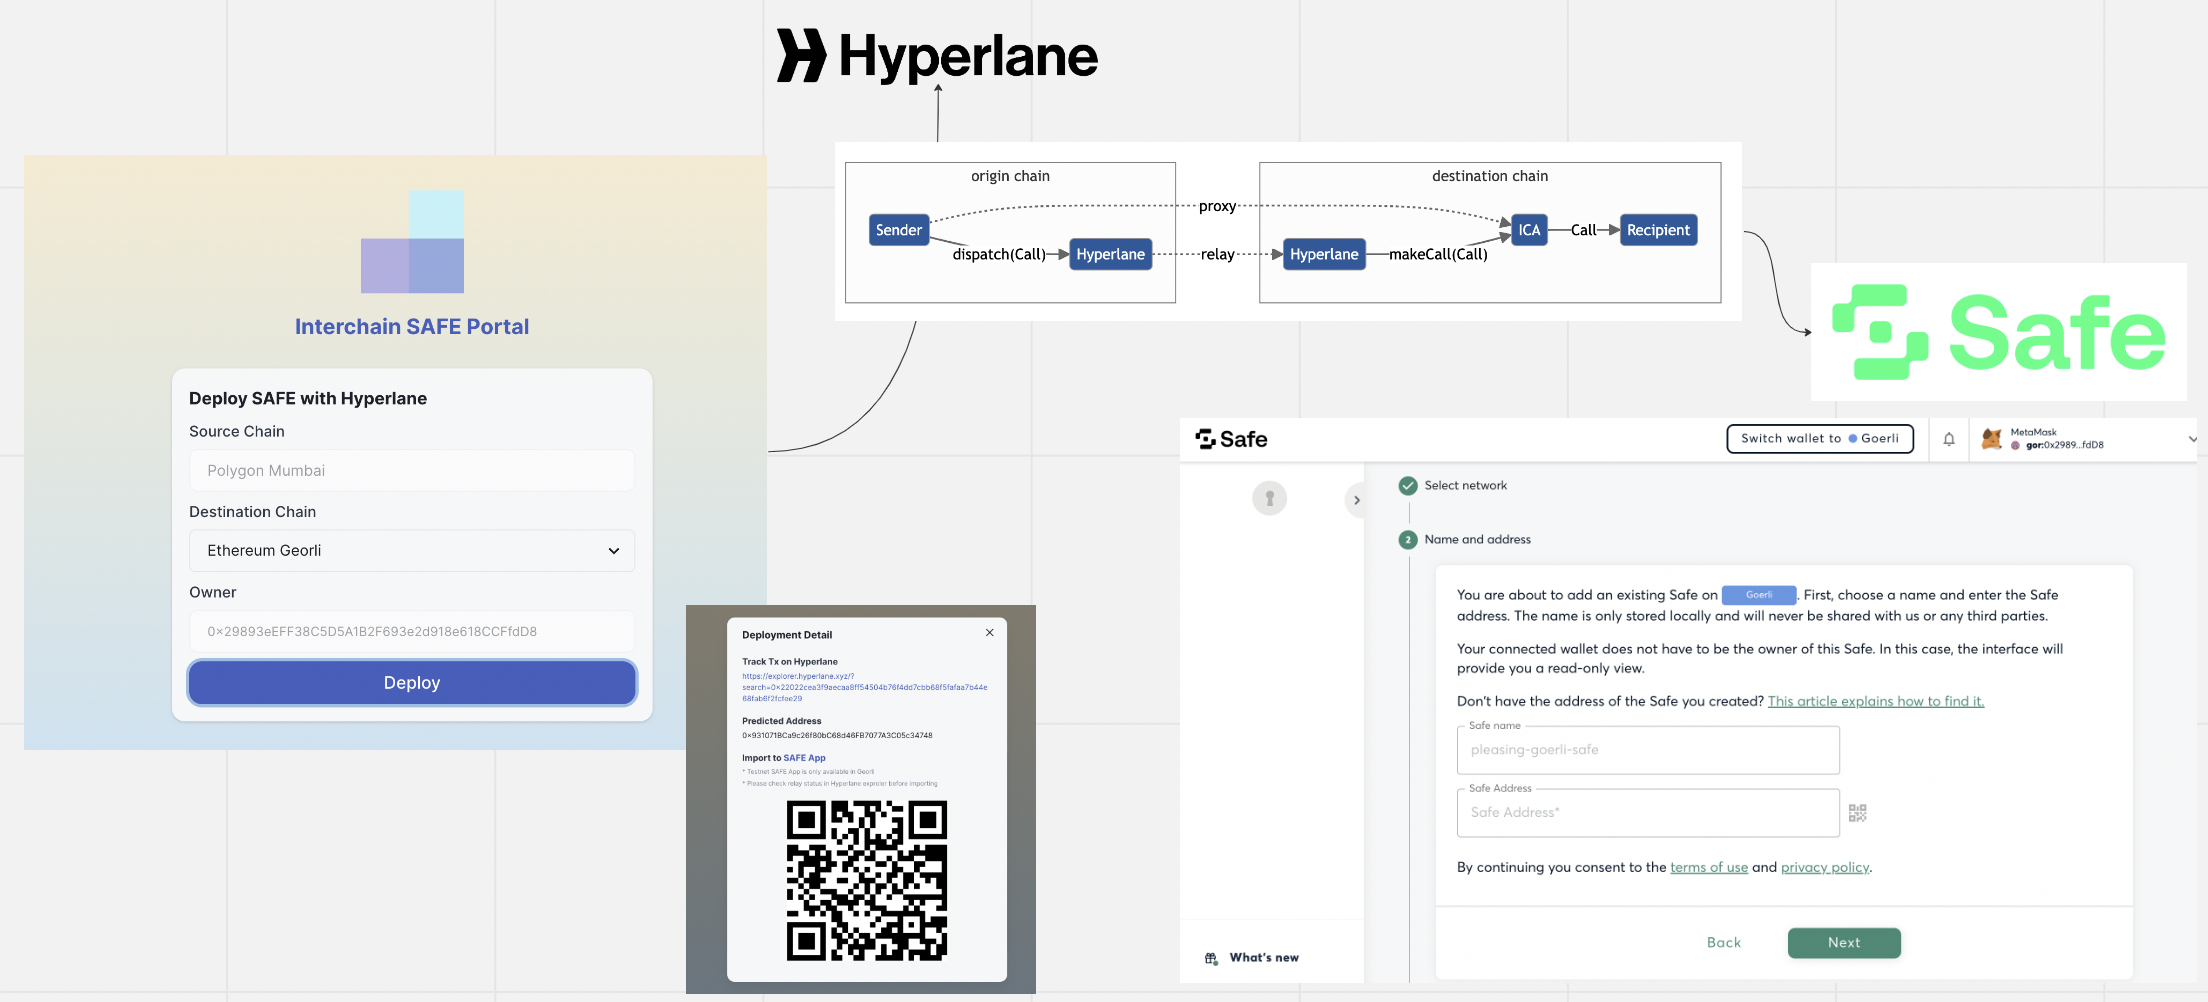 Hyperlane
origin chain
destination chain
proxy
Sender
ICA
Call
Recipient
dispatch(Call)
Hyperlane
relay
Hyperlane
makeCall(Call)
Safe
Interchain SAFE Portal
Deploy SAFE with Hyperlane
Source Chain
Polygon Mumbai
Destination Chain
Ethereum Georli
Owner
0x29893eEFF38C5D5A1B2F693e2d918e618CCFfdD8
Deploy
Deployment Detail
Track Tx on Hyperlane
https://explorer.hyperlane.xyz/?
search=0x22022cea3f9aecaa8ff54504b76f4dd7cbb68f5fafaa7b44e
68fab6f2fcfee29
Predicted Address
0x931071BCa9c26f80bC68d46FB7077A3C05c34748
Import to SAFE App
* Testnet SAFE App is only available in Georli
* Please check relay status in Hyperlane exproler before importing
Safe
Switch wallet to Goerli
MetaMask
gor:0x2989...fdD8
Select network
2 Name and address
You are about to add an existing Safe on Goerli . First, choose a name and enter the Safe
address. The name is only stored locally and will never be shared with us or any third parties.
Your connected wallet does not have to be the owner of this Safe. In this case, the interface will
provide you a read-only view.
Don't have the address of the Safe you created? This article explains how to find it.
Safe name
pleasing-goerli-safe
Safe Address
Safe Address*
By continuing you consent to the terms of use and privacy policy.
Back
Next
What's new